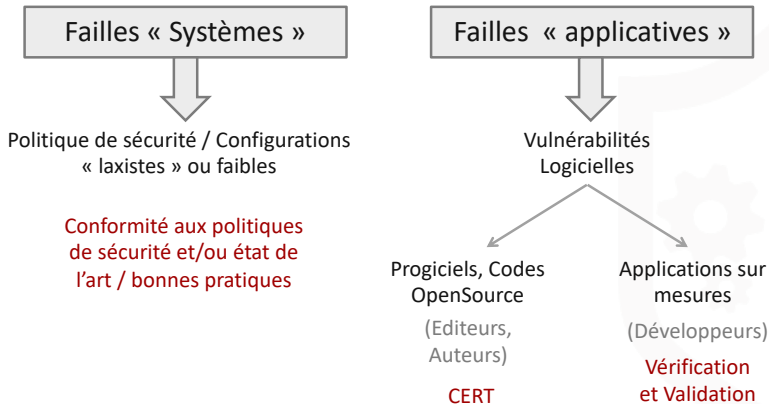 Failles « Systèmes »
Politique de sécurité / Configurations
« laxistes » ou faibles
Conformité aux politiques
de sécurité et/ou état de
l’art / bonnes pratiques
Failles « applicatives »
Vulnérabilités
Logicielles
Progiciels, Codes
OpenSource
(Editeurs,
Auteurs)
CERT
Applications sur
mesures
(Développeurs)
Vérification
et Validation